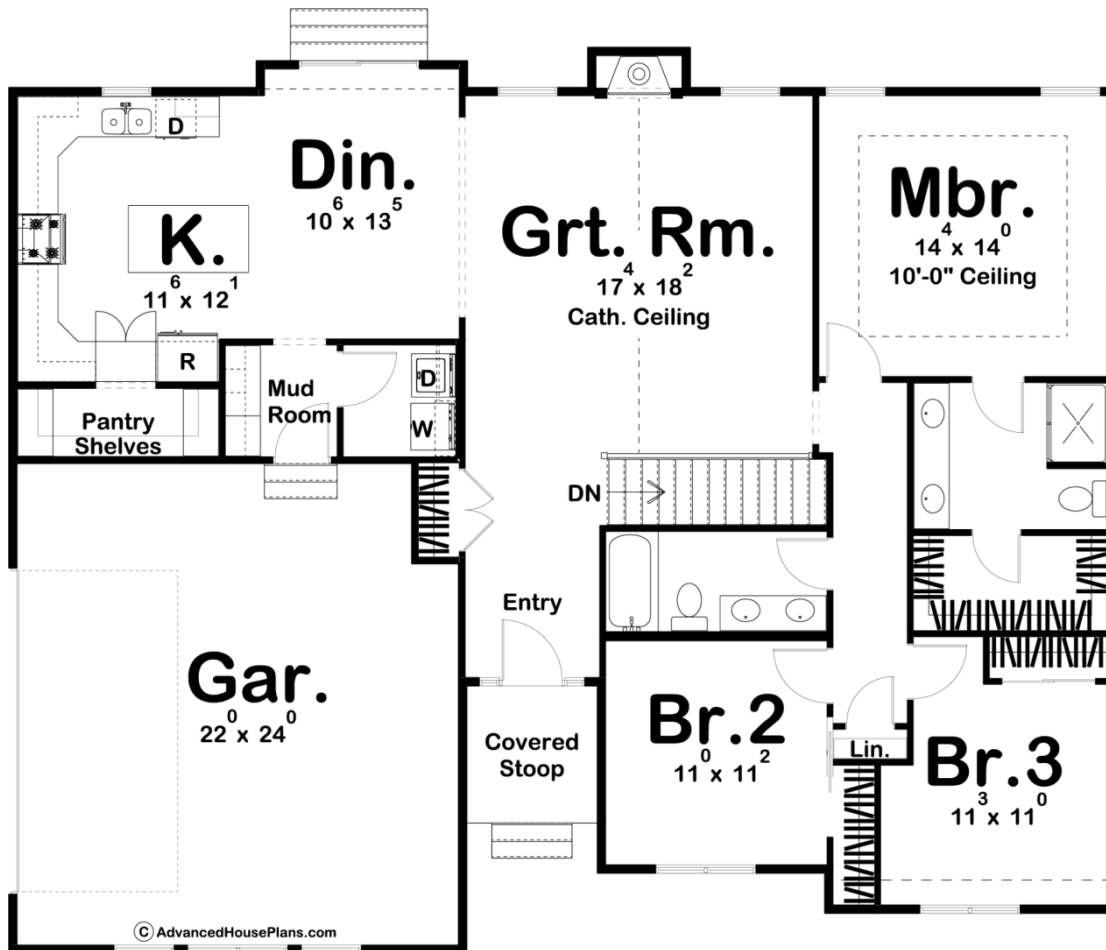 Din.
10⁶ x 13⁵
D
K.
11⁶ x 12¹
R
Pantry
Shelves
Mud
Room
D
W
Grt. Rm.
17⁴ x 18²
Cath. Ceiling
Mbr.
14⁴ x 14⁰
10'-0" Ceiling
DN
Entry
Gar.
22⁰ x 24⁰
Covered
Stoop
Br.2
11⁰ x 11²
Lin.
Br.3
11³ x 11⁰
© AdvancedHousePlans.com